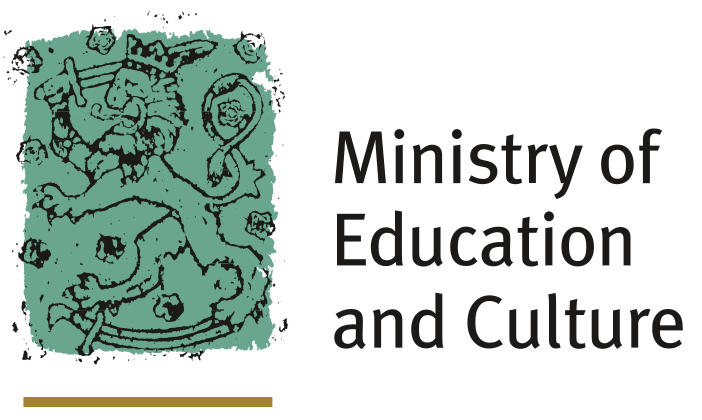 Ministry of
Education
and Culture